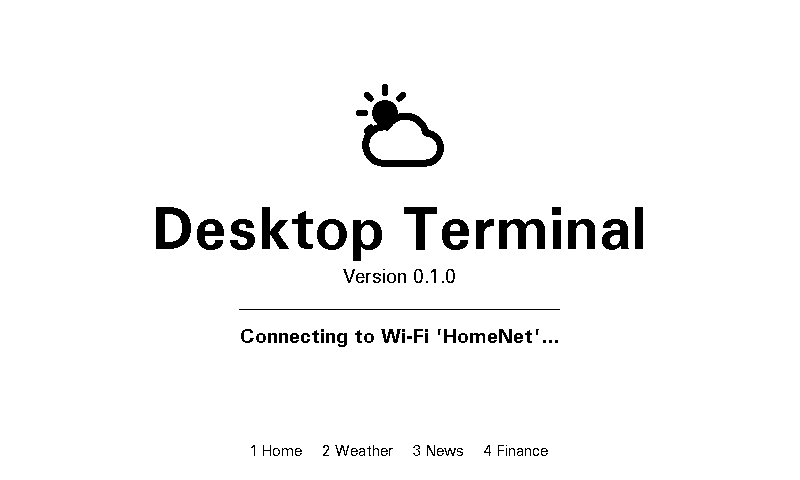 Desktop Terminal
Version 0.1.0
Connecting to Wi-Fi 'HomeNet'...
1 Home 2 Weather 3 News 4 Finance